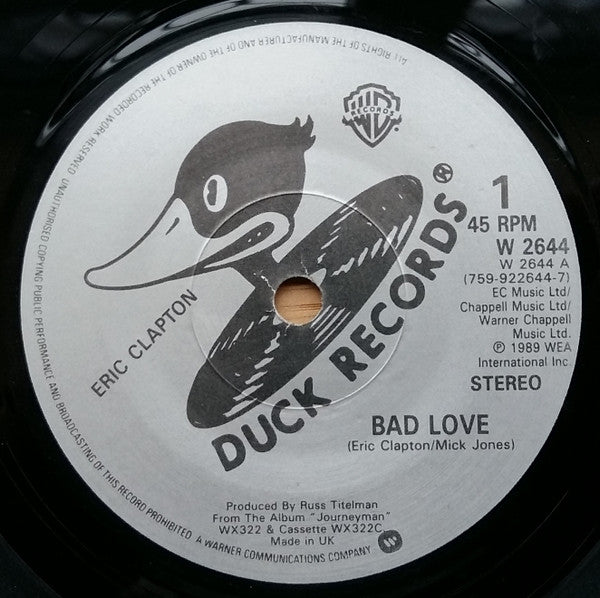 ALL RIGHTS OF THE MANUFACTURER AND OF THE OWNER OF THE RECORDED WORK RESERVED UNAUTHORISED COPYING PUBLIC PERFORMANCE AND BROADCASTING OF THIS RECORD PROHIBITED
A WARNER COMMUNICATIONS COMPANY
WB
RECORDS
ERIC CLAPTON
DUCK RECORDS®
1
45 RPM
W 2644
W 2644 A
(759-922644-7)
EC Music Ltd/
Chappell Music Ltd/
Warner Chappell
Music Ltd.
℗ 1989 WEA
International Inc.
STEREO
BAD LOVE
(Eric Clapton/Mick Jones)
Produced By Russ Titelman
From The Album "Journeyman"
WX322 & Cassette WX322C.
Made in UK